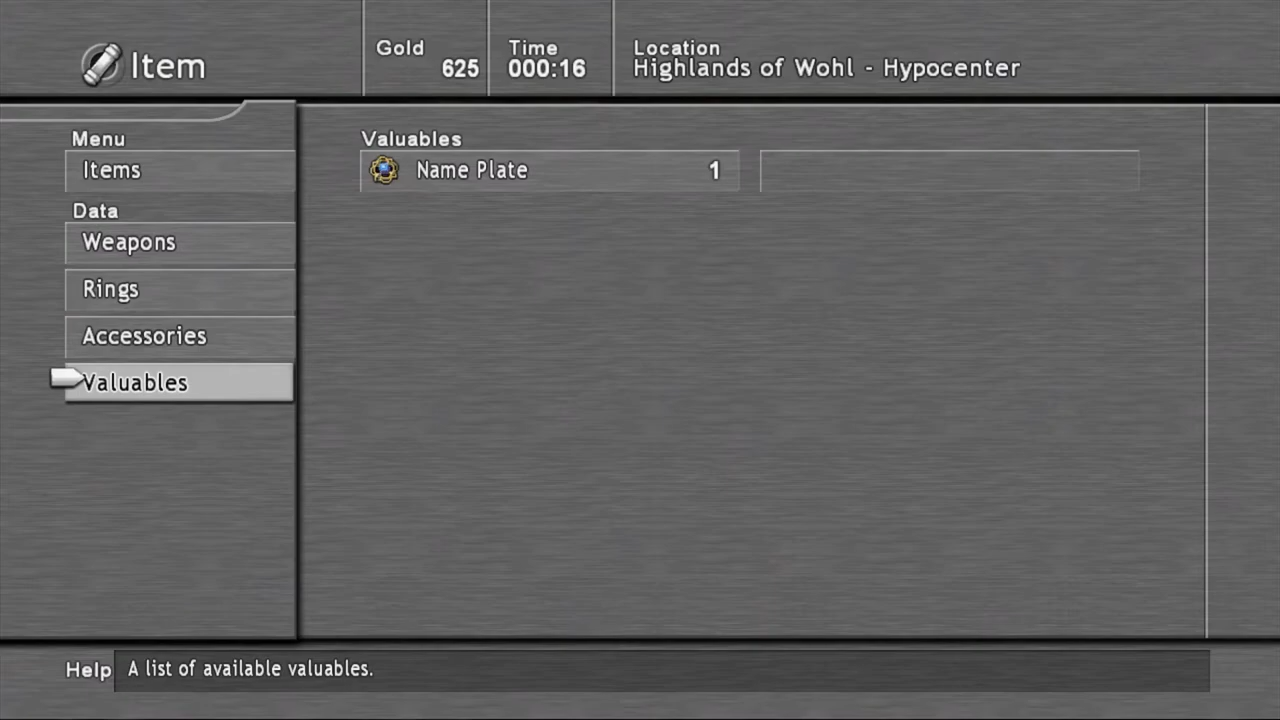 Item
Gold
625
Time
000:16
Location
Highlands of Wohl - Hypocenter
Menu
Items
Data
Weapons
Rings
Accessories
Valuables
Valuables
Name Plate 1
Help A list of available valuables.